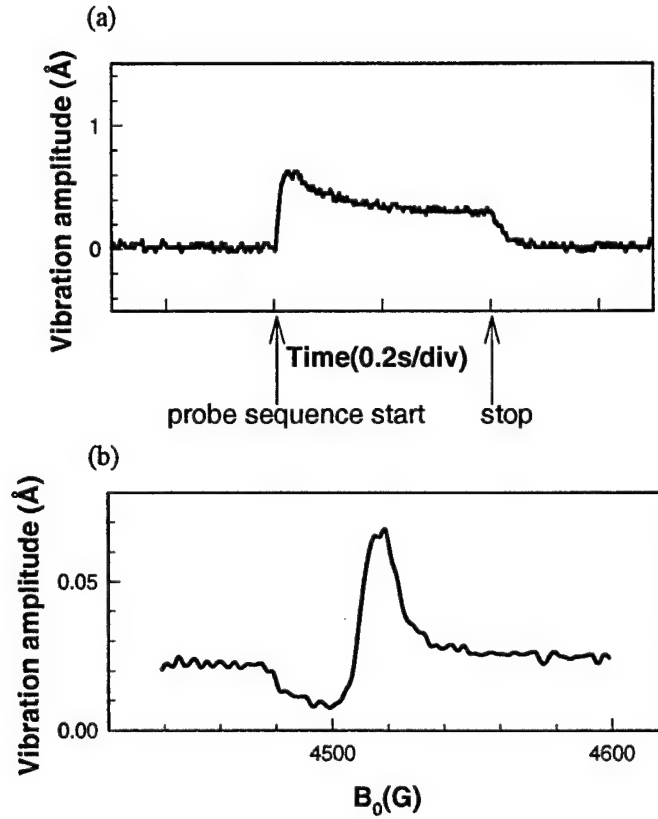 (a)
Vibration amplitude (Å)
1
0
Time(0.2s/div)
probe sequence start
stop
(b)
Vibration amplitude (Å)
0.05
0.00
4500
4600
B₀(G)